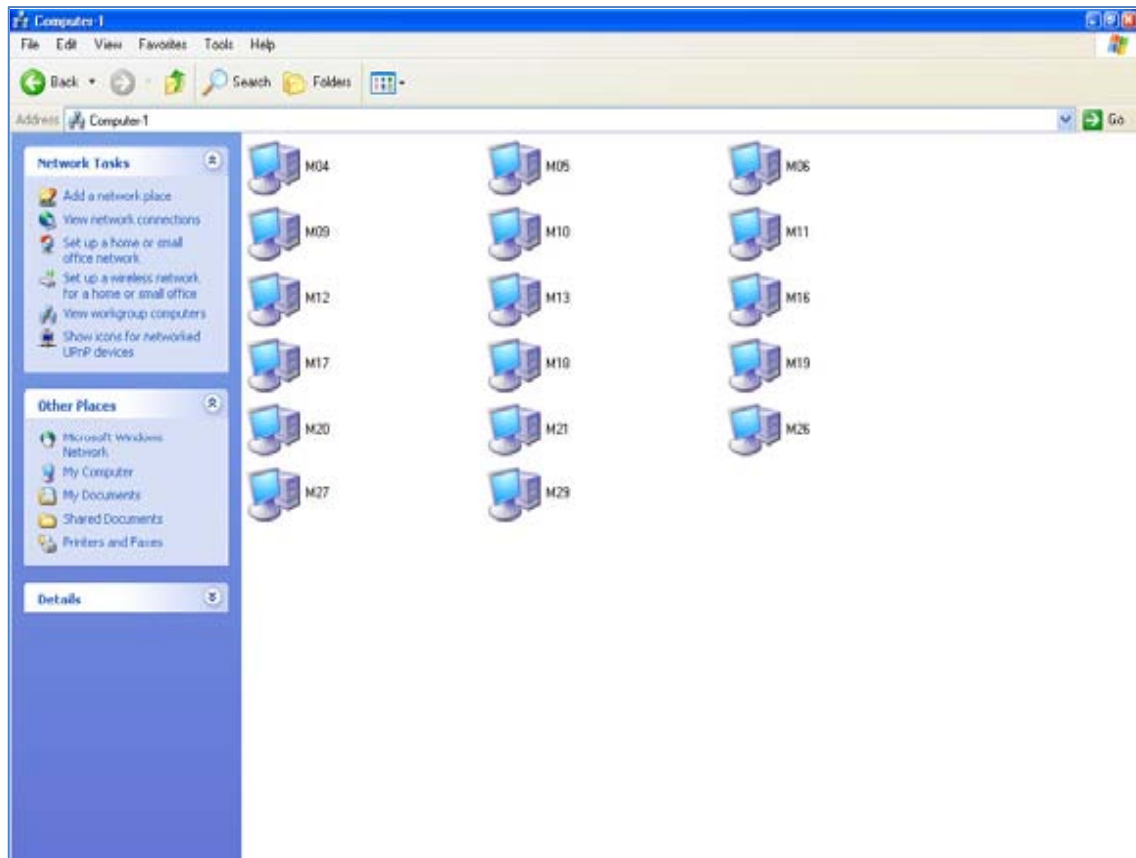 Computer-1
File Edit View Favorites Tools Help
Back Search Folders
Address Computer-1 Go
Network Tasks
Add a network place
View network connections
Set up a home or small
office network
Set up a wireless network
for a home or small office
View workgroup computers
Show icons for networked
UPnP devices
Other Places
Microsoft Windows
Network
My Computer
My Documents
Shared Documents
Printers and Faxes
Details
M04 M05 M06
M09 M10 M11
M12 M13 M16
M17 M18 M19
M20 M21 M26
M27 M29